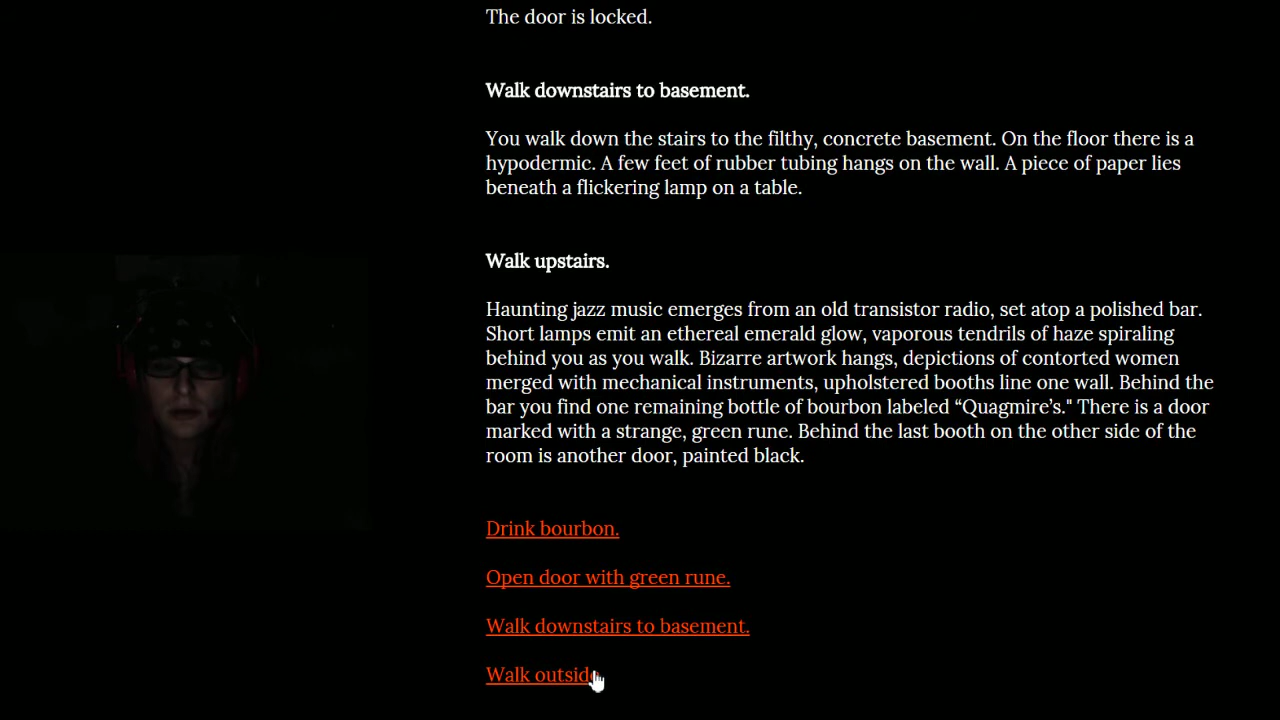 The door is locked.
Walk downstairs to basement.
You walk down the stairs to the filthy, concrete basement. On the floor there is a
hypodermic. A few feet of rubber tubing hangs on the wall. A piece of paper lies
beneath a flickering lamp on a table.
Walk upstairs.
Haunting jazz music emerges from an old transistor radio, set atop a polished bar.
Short lamps emit an ethereal emerald glow, vaporous tendrils of haze spiraling
behind you as you walk. Bizarre artwork hangs, depictions of contorted women
merged with mechanical instruments, upholstered booths line one wall. Behind the
bar you find one remaining bottle of bourbon labeled “Quagmire’s." There is a door
marked with a strange, green rune. Behind the last booth on the other side of the
room is another door, painted black.
Drink bourbon.
Open door with green rune.
Walk downstairs to basement.
Walk outside